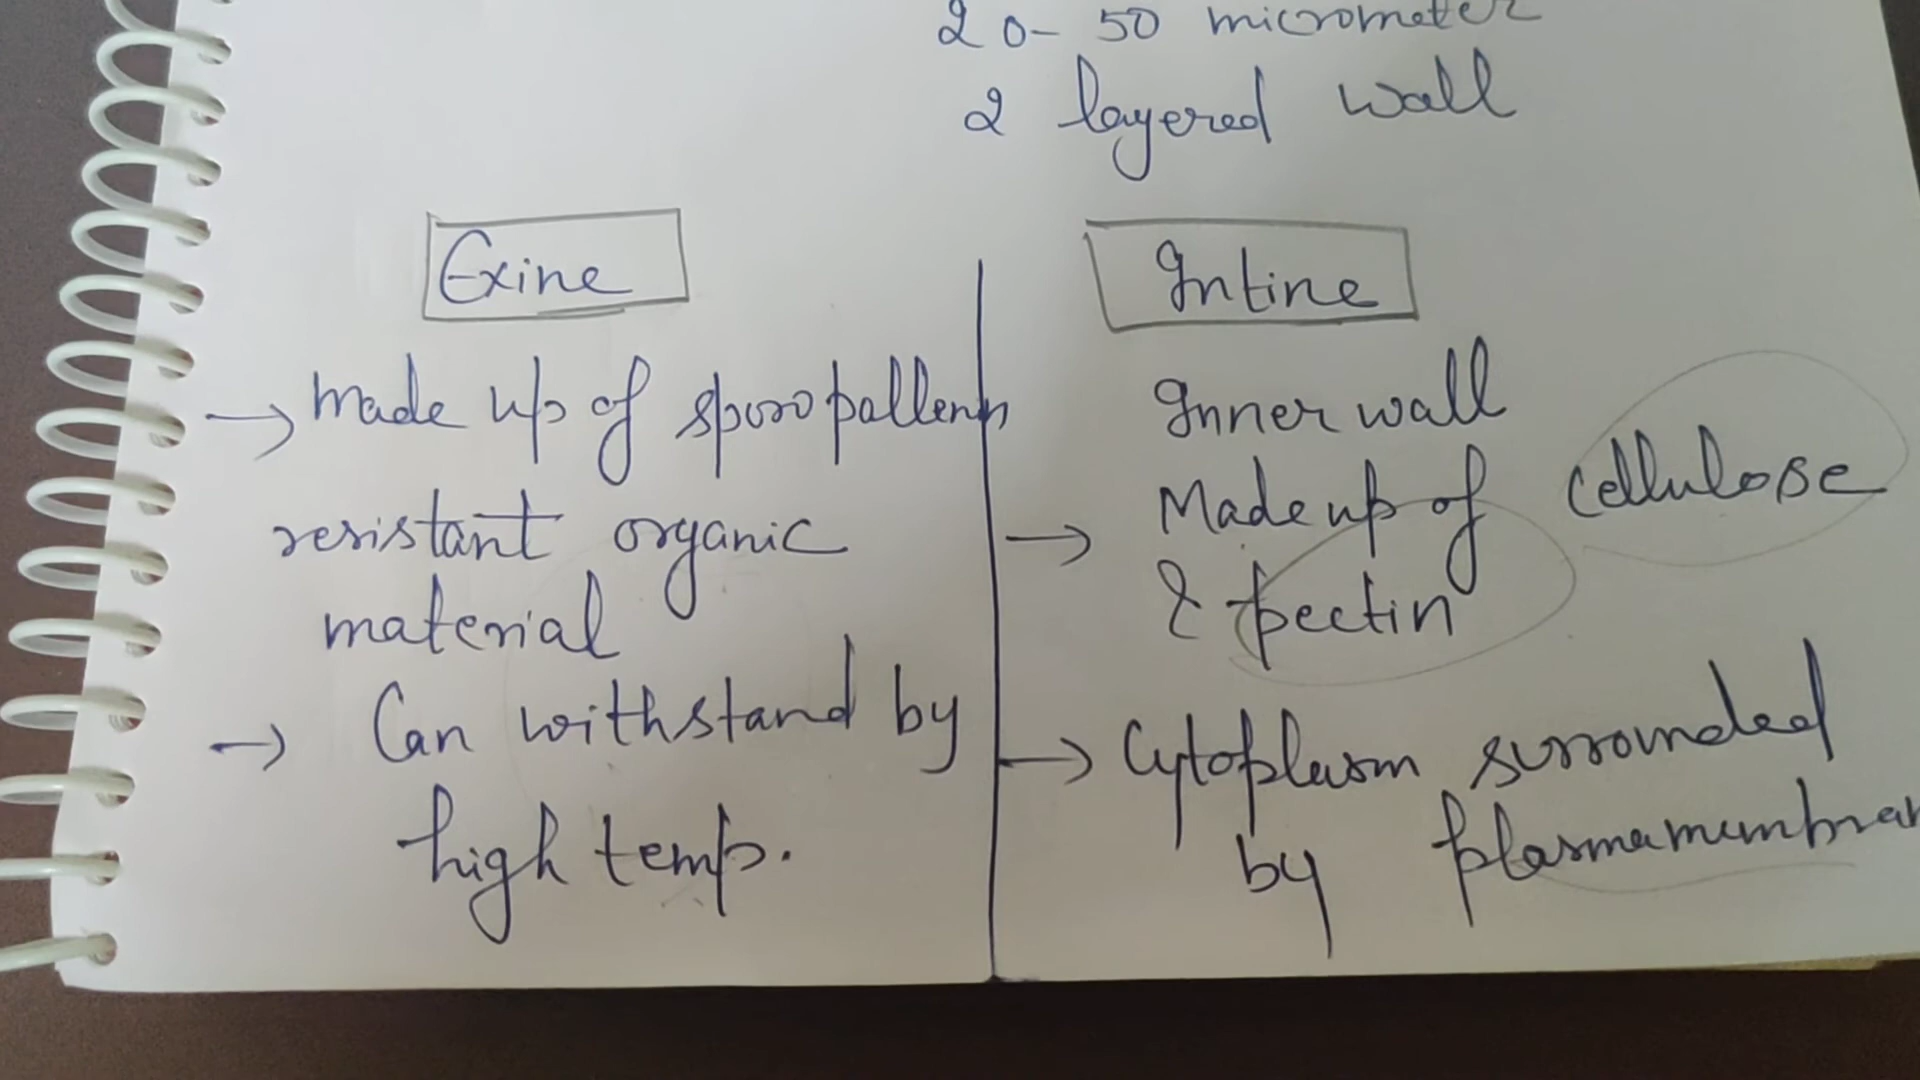 20-50 micrometer
2 layered wall
Exine
→ made up of sporopollenin
resistant organic
material
→ Can withstand by
high temp.
Intine
Inner wall
→ Made up of cellulose
& pectin
→ Cytoplasm surrounded
by plasmamembran